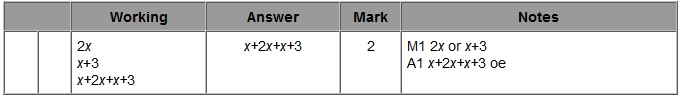 Working Answer Mark Notes
2x x+2x+x+3 2 M1 2x or x+3
x+3 A1 x+2x+x+3 oe
x+2x+x+3